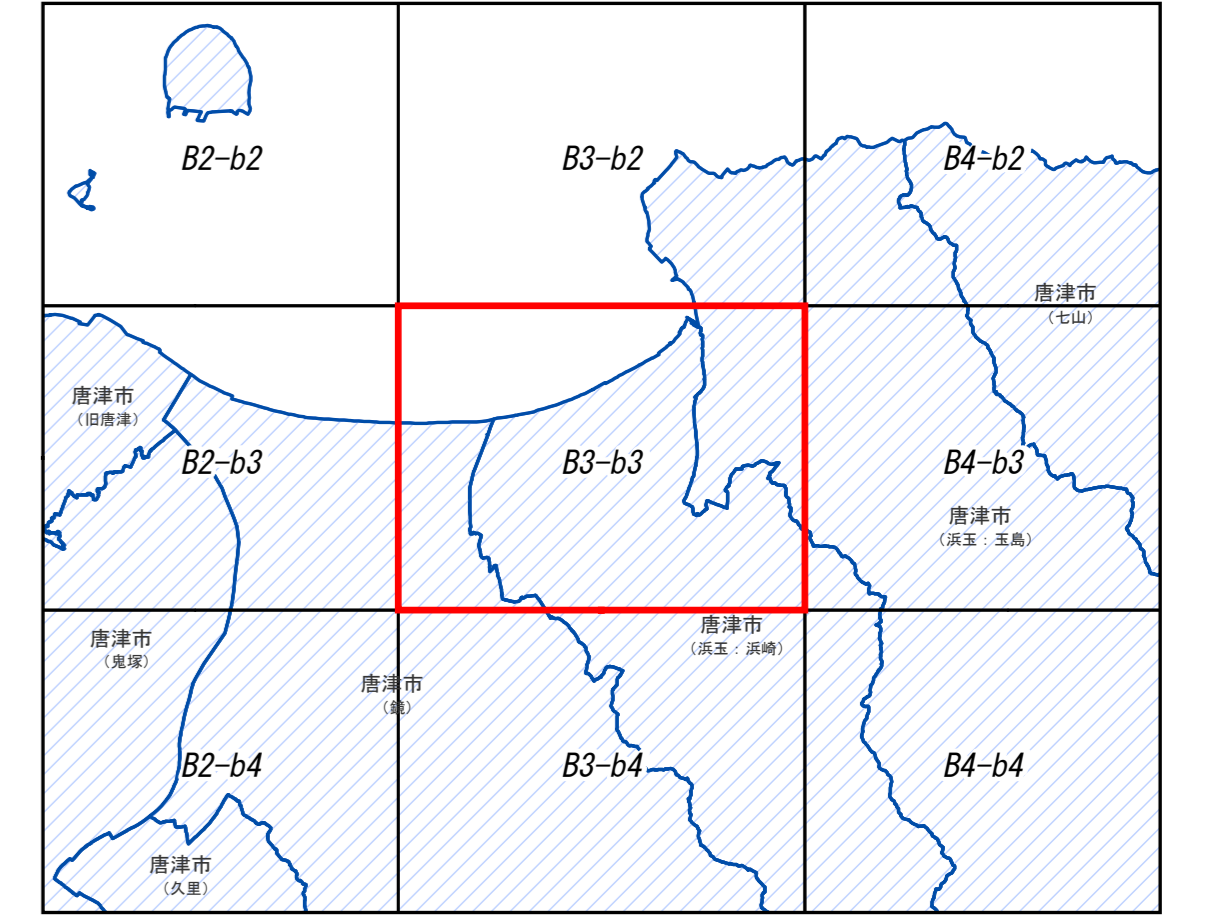 B2-b2
B3-b2
B4-b2
唐津市
(七山)
唐津市
(旧唐津)
B2-b3
B3-b3
B4-b3
唐津市
(浜玉:玉島)
唐津市
(鬼塚)
唐津市
(浜玉:浜崎)
唐津市
(鏡)
B2-b4
B3-b4
B4-b4
唐津市
(久里)